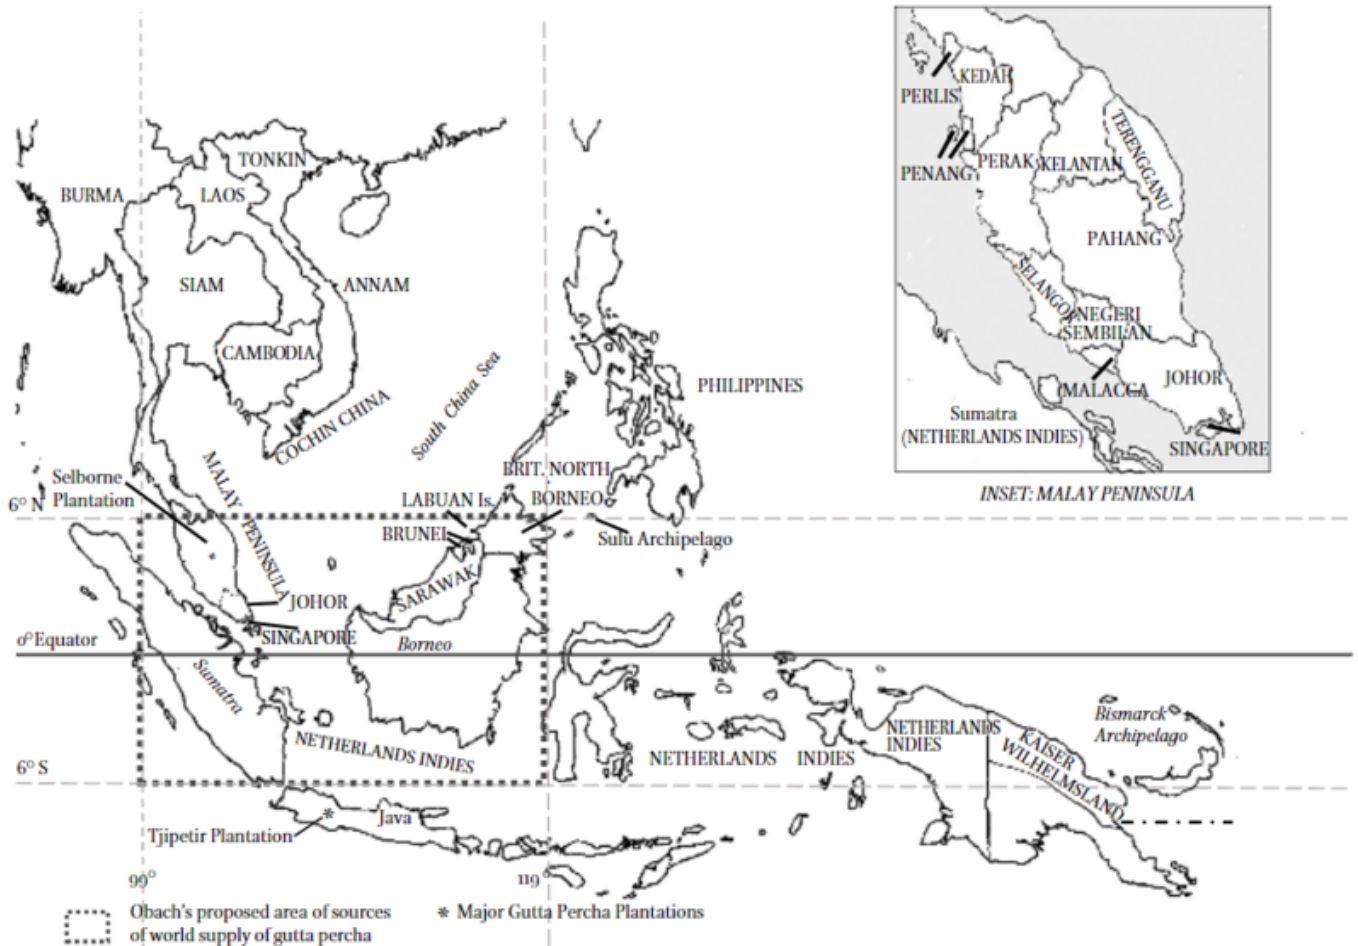 TONKIN
BURMA
LAOS
SIAM
ANNAM
CAMBODIA
COCHIN CHINA
South China Sea
PHILIPPINES
MALAY PENINSULA
Selborne
Plantation
6° N
BRIT. NORTH
BORNEO
LABUAN Is.
BRUNEI
Sulu Archipelago
SARAWAK
JOHOR
SINGAPORE
0° Equator
Borneo
Sumatra
NETHERLANDS INDIES
NETHERLANDS INDIES
NETHERLANDS
INDIES
KAISER
WILHELMSLAND
Bismarck
Archipelago
6° S
Java
Tjipetir Plantation
99°
119°
Obach's proposed area of sources
of world supply of gutta percha
* Major Gutta Percha Plantations
KEDAH
PERLIS
PENANG
PERAK
KELANTAN
TERENGGANU
PAHANG
SELANGOR
NEGERI
SEMBILAN
MALACCA
JOHOR
Sumatra
(NETHERLANDS INDIES)
SINGAPORE
INSET: MALAY PENINSULA